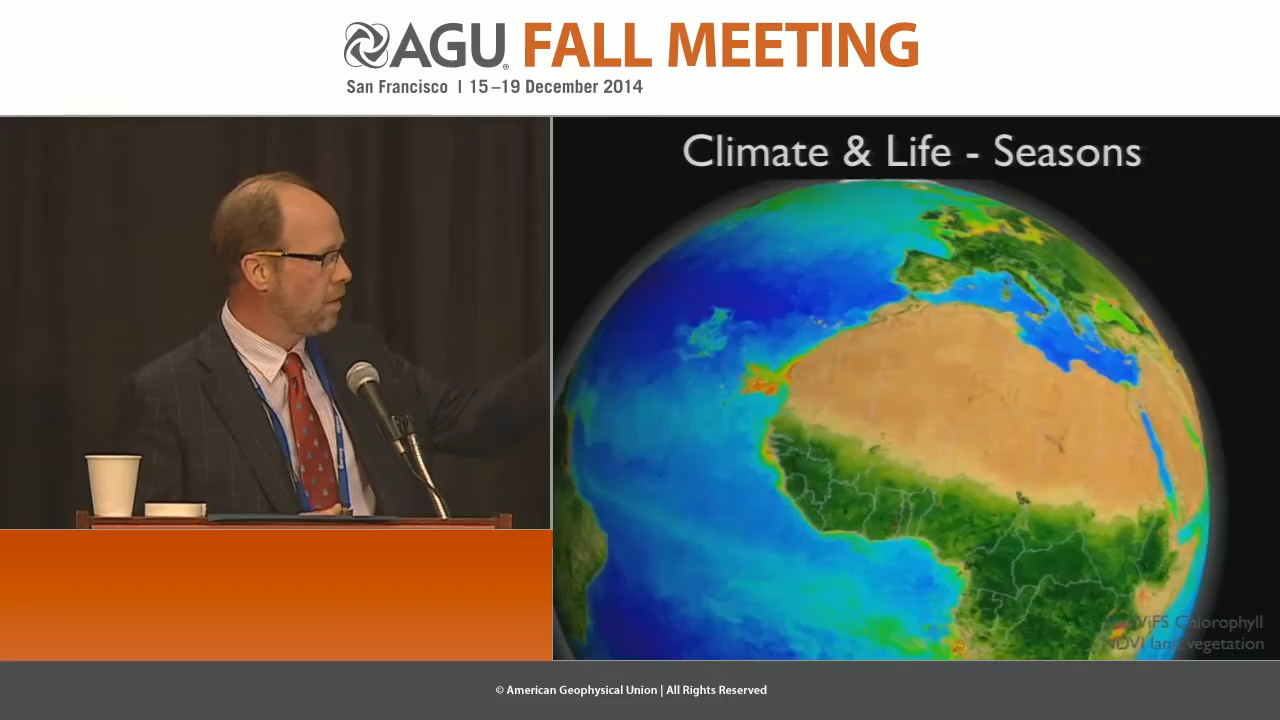 AGU® FALL MEETING
San Francisco | 15–19 December 2014
Climate & Life - Seasons
Chlorophyll
vegetation
© American Geophysical Union | All Rights Reserved